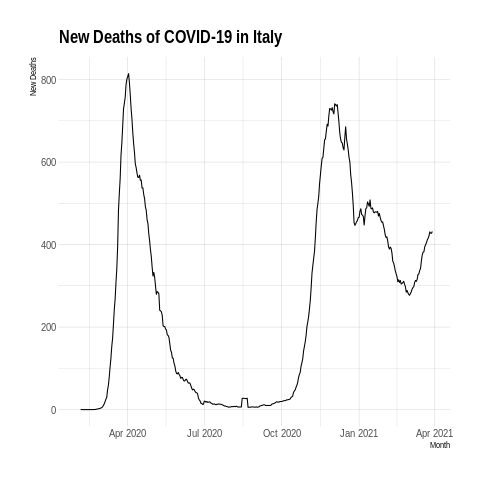 New Deaths of COVID-19 in Italy
New Deaths
800
600
400
200
0
Apr 2020 Jul 2020 Oct 2020 Jan 2021 Apr 2021
Month